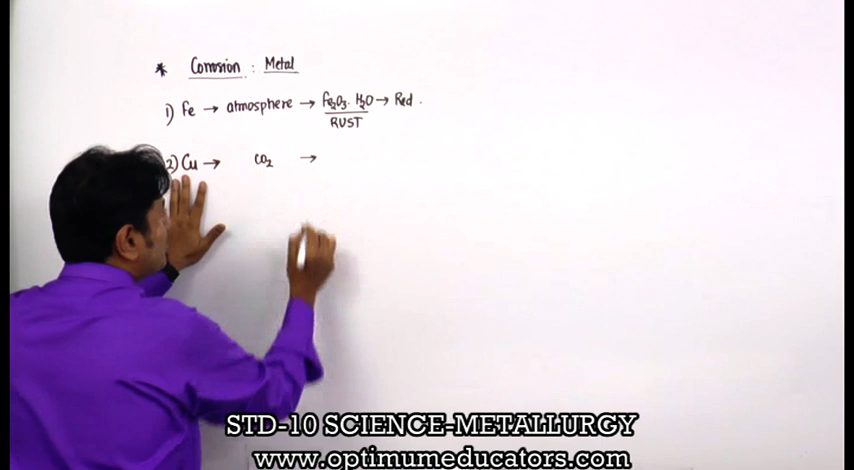 * Corrosion : Metal
1) Fe → atmosphere → Fe₂O₃. H₂O → Red.
RUST
2) Cu → CO₂ →
STD-10 SCIENCE-METALLURGY
www.optimumeducators.com